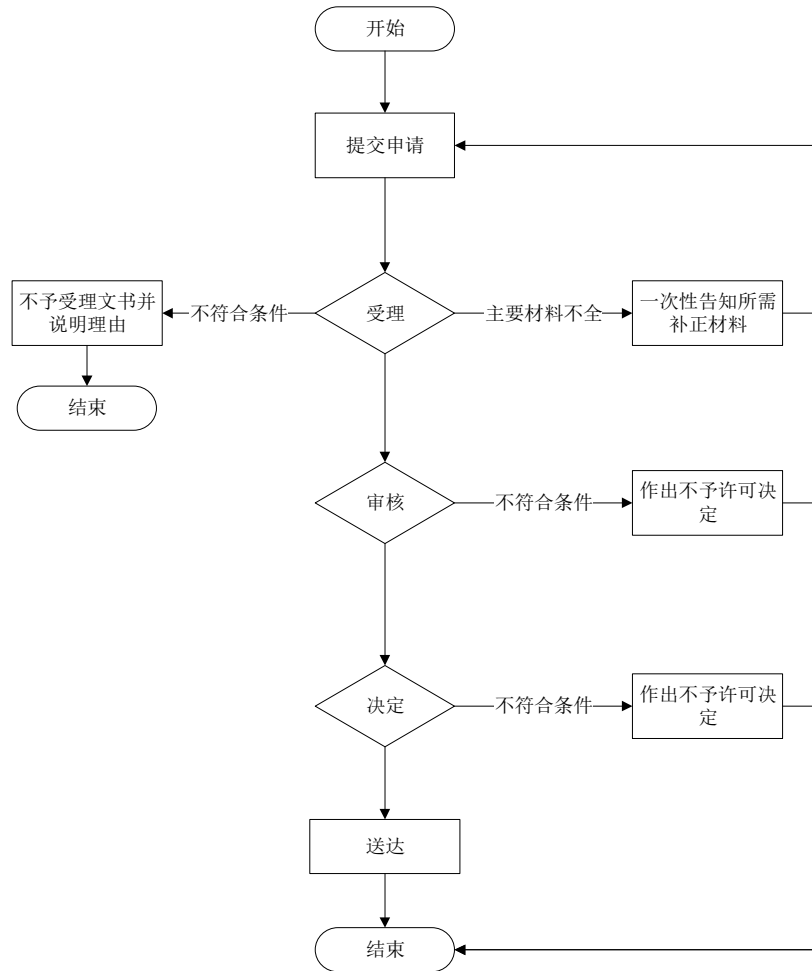 开始
提交申请
不予受理文书并
说明理由
不符合条件
受理
主要材料不全
一次性告知所需
补正材料
结束
审核
不符合条件
作出不予许可决
定
决定
不符合条件
作出不予许可决
定
送达
结束